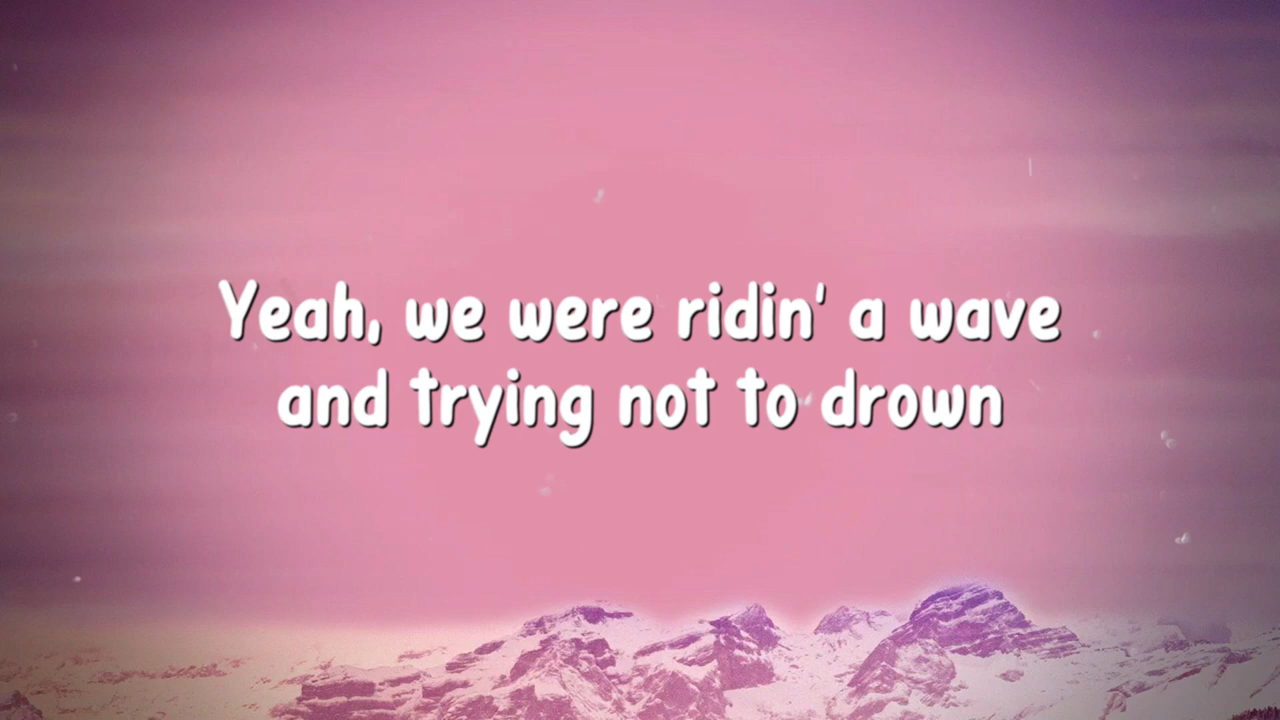 Yeah, we were ridin' a wave
and trying not to drown